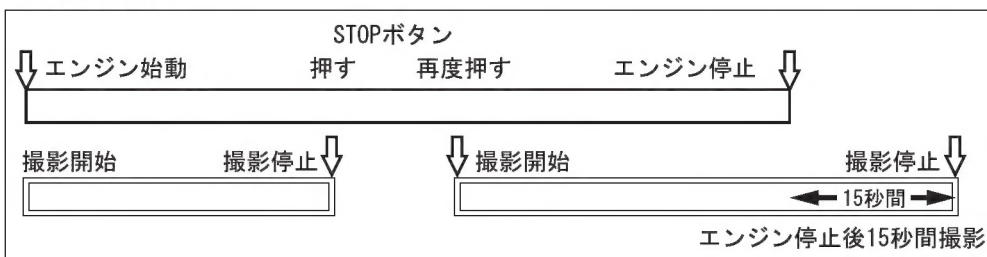 STOPボタン
エンジン始動 押す 再度押す エンジン停止
撮影開始 撮影停止 撮影開始 撮影停止
15秒間
エンジン停止後15秒間撮影